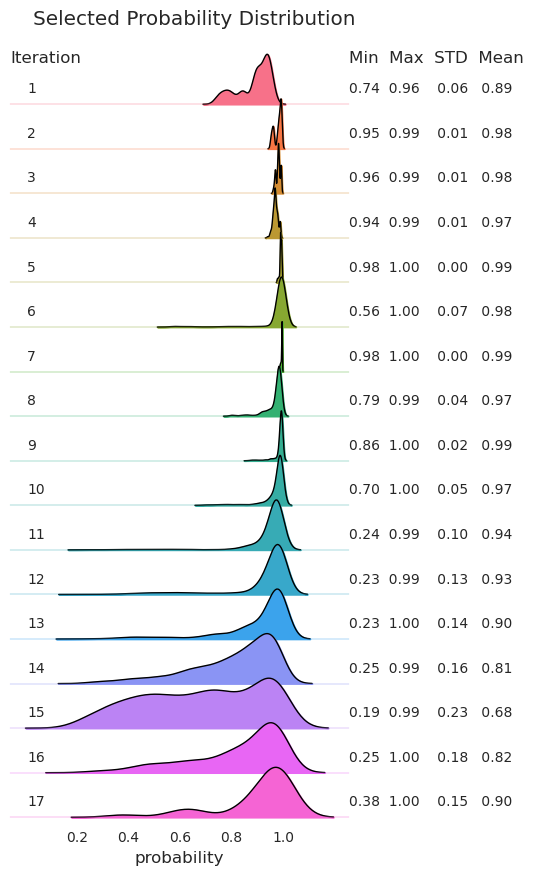 Selected Probability Distribution
Iteration Min Max STD Mean
1 0.74 0.96 0.06 0.89
2 0.95 0.99 0.01 0.98
3 0.96 0.99 0.01 0.98
4 0.94 0.99 0.01 0.97
5 0.98 1.00 0.00 0.99
6 0.56 1.00 0.07 0.98
7 0.98 1.00 0.00 0.99
8 0.79 0.99 0.04 0.97
9 0.86 1.00 0.02 0.99
10 0.70 1.00 0.05 0.97
11 0.24 0.99 0.10 0.94
12 0.23 0.99 0.13 0.93
13 0.23 1.00 0.14 0.90
14 0.25 0.99 0.16 0.81
15 0.19 0.99 0.23 0.68
16 0.25 1.00 0.18 0.82
17 0.38 1.00 0.15 0.90
0.2 0.4 0.6 0.8 1.0
probability